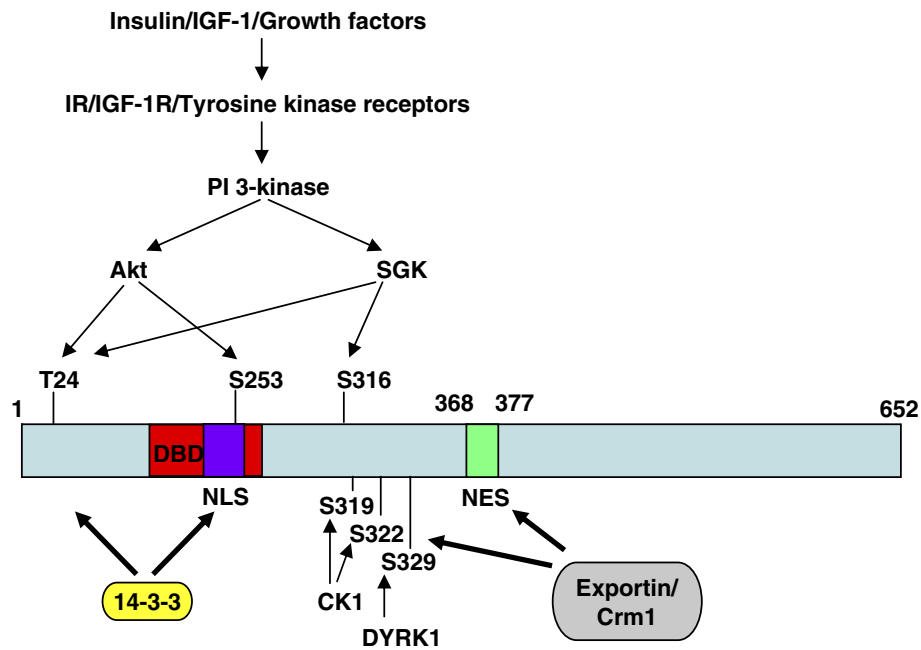 Insulin/IGF-1/Growth factors
IR/IGF-1R/Tyrosine kinase receptors
PI 3-kinase
Akt
SGK
T24
S253
S316
1
368
377
652
DBD
NLS
NES
S319
S322
S329
14-3-3
CK1
DYRK1
Exportin/
Crm1